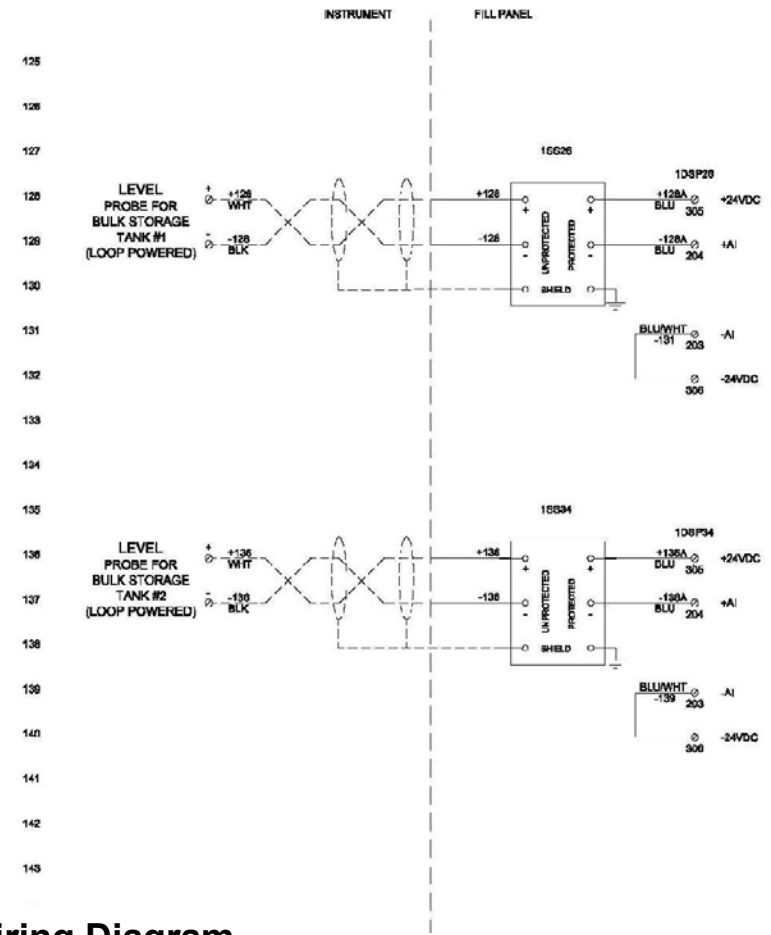 INSTRUMENT FILL PANEL
125
126
127 1SS26
1DSP26
128 LEVEL + +128 +128 +128A +24VDC
PROBE FOR WHT + + BLU 305
BULK STORAGE
TANK #1
129 (LOOP POWERED) - -128 -128 UNPROTECTED PROTECTED -128A +AI
BLK - - BLU 204
130 SHIELD
131 BLU/WHT -AI
-131 203
132 -24VDC
306
133
134
135 1SS34
1DSP34
136 LEVEL + +136 +136 +136A +24VDC
PROBE FOR WHT + + BLU 305
BULK STORAGE
137 TANK #2 - -136 -136 UNPROTECTED PROTECTED -136A +AI
(LOOP POWERED) BLK - - BLU 204
138 SHIELD
139 BLU/WHT -AI
-139 203
140 -24VDC
306
141
142
143
iring Diagram